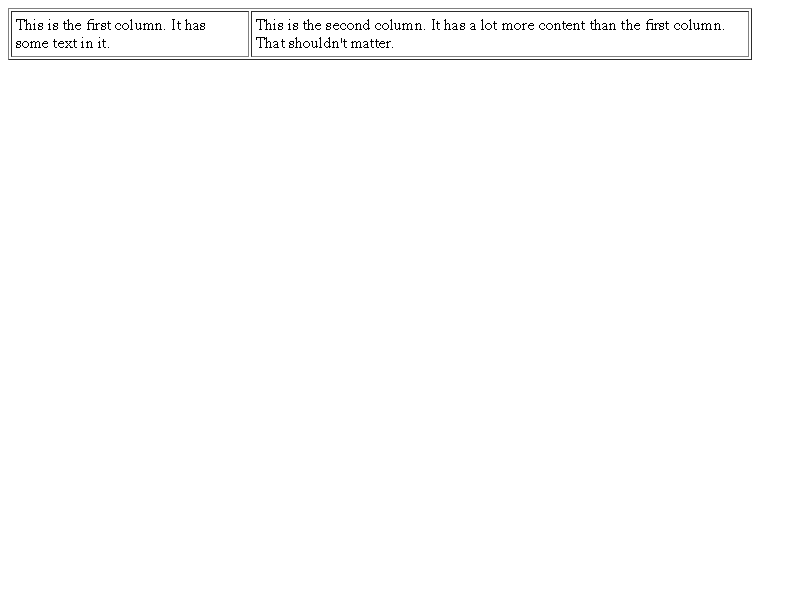 This is the first column. It has
some text in it.
This is the second column. It has a lot more content than the first column.
That shouldn't matter.